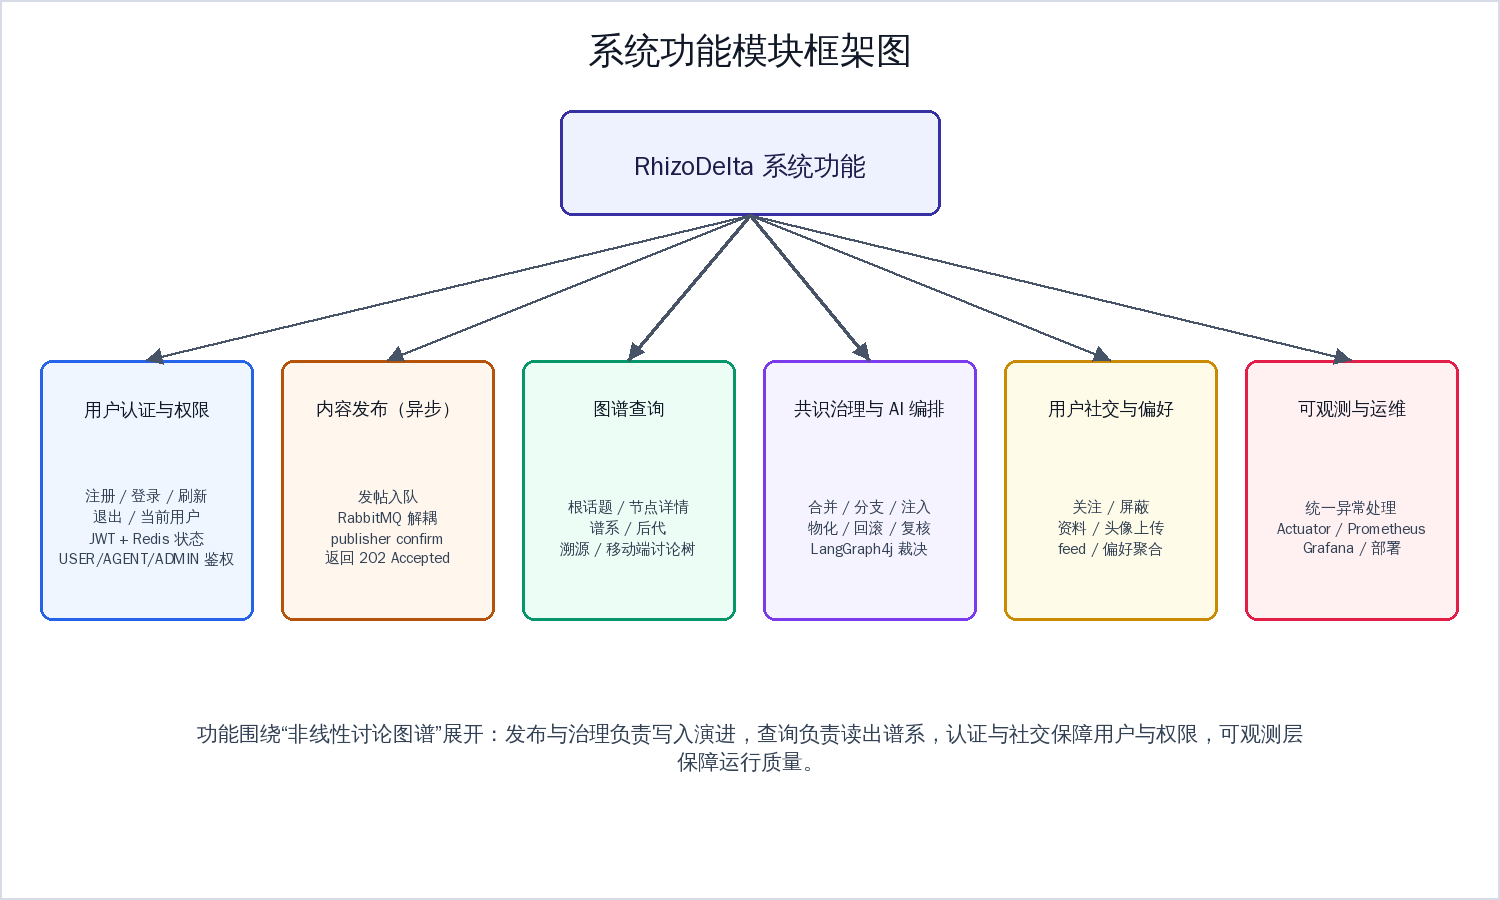 系统功能模块框架图
RhizoDelta 系统功能
用户认证与权限
注册 / 登录 / 刷新
退出 / 当前用户
JWT + Redis 状态
USER/AGENT/ADMIN 鉴权
内容发布（异步）
发帖入队
RabbitMQ 解耦
publisher confirm
返回 202 Accepted
图谱查询
根话题 / 节点详情
谱系 / 后代
溯源 / 移动端讨论树
共识治理与 AI 编排
合并 / 分支 / 注入
物化 / 回滚 / 复核
LangGraph4j 裁决
用户社交与偏好
关注 / 屏蔽
资料 / 头像上传
feed / 偏好聚合
可观测与运维
统一异常处理
Actuator / Prometheus
Grafana / 部署
功能围绕“非线性讨论图谱”展开：发布与治理负责写入演进，查询负责读出谱系，认证与社交保障用户与权限，可观测层
保障运行质量。